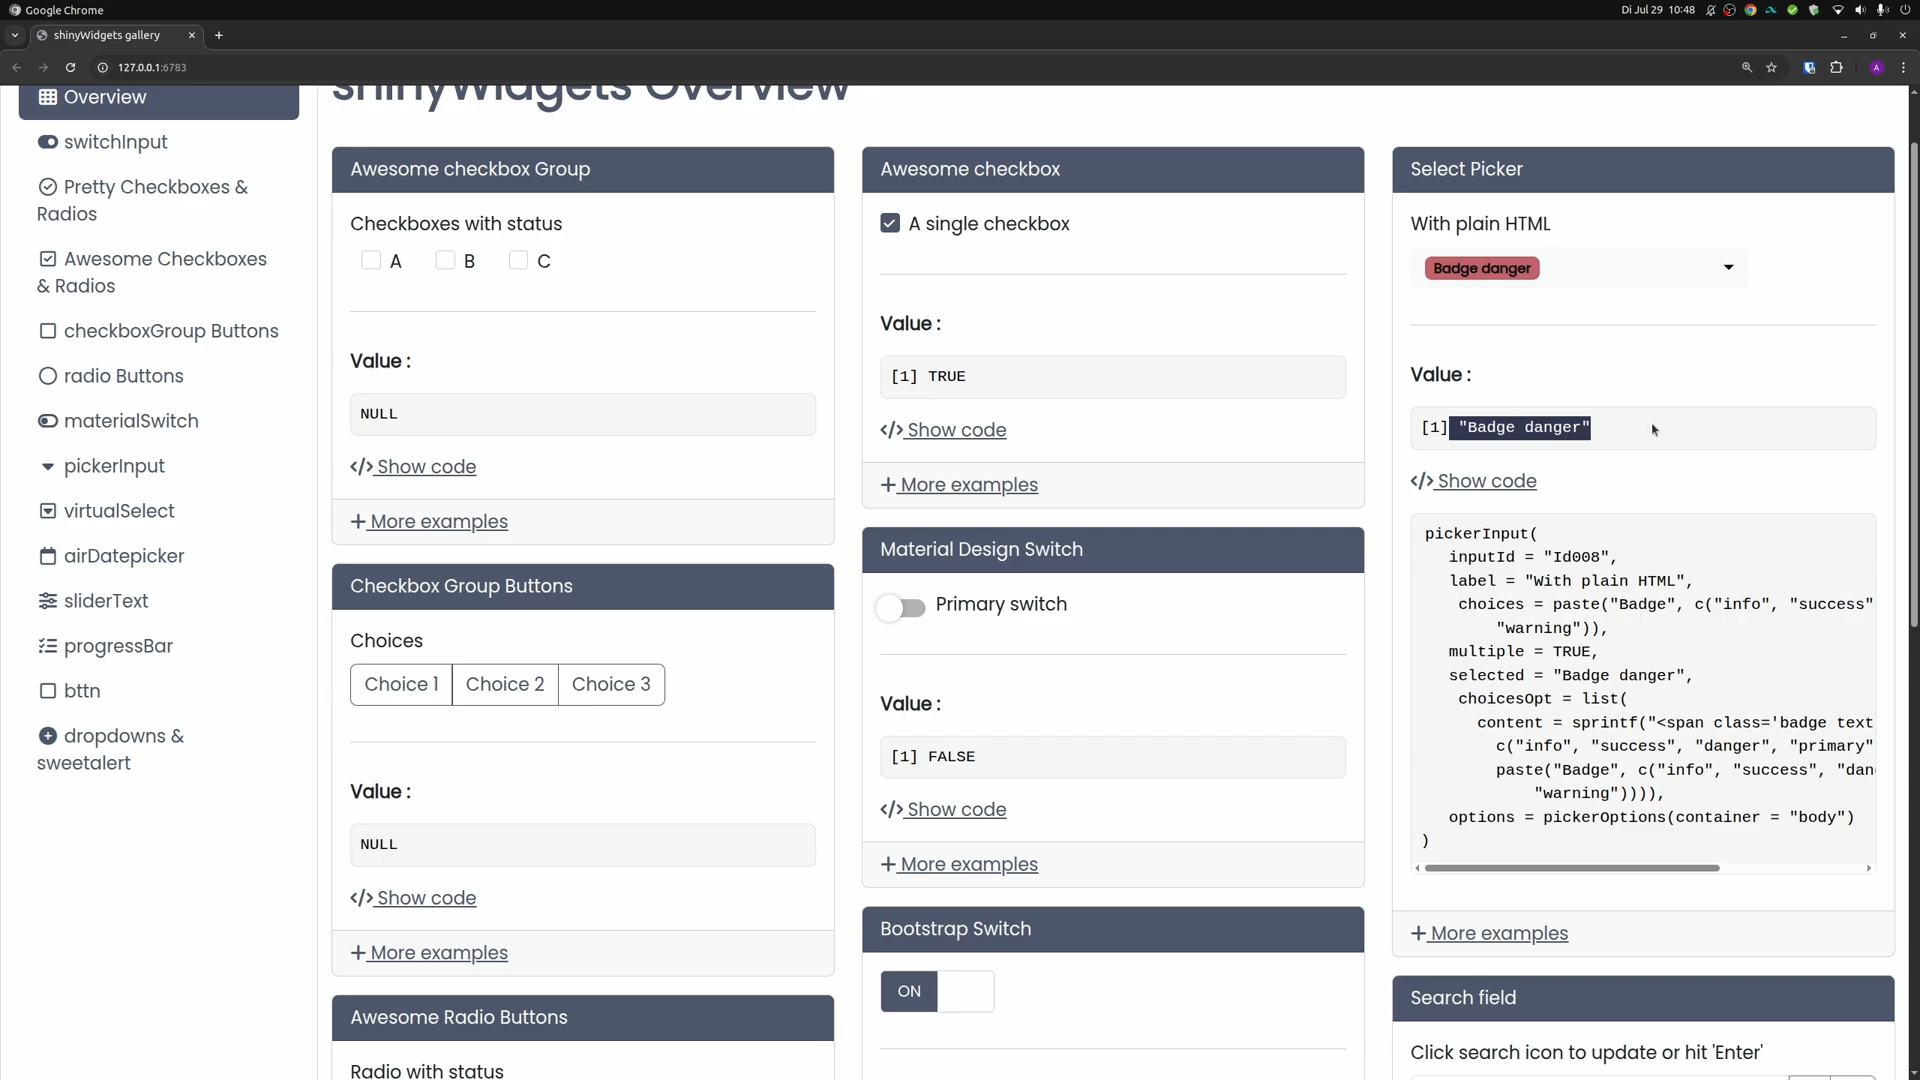 Google Chrome
Di Jul 29 10:48
shinyWidgets gallery
127.0.0.1:6783
A
shinyWidgets Overview
Overview
switchInput
Pretty Checkboxes &
Radios
Awesome Checkboxes
& Radios
checkboxGroup Buttons
radio Buttons
materialSwitch
pickerInput
virtualSelect
airDatepicker
sliderText
progressBar
bttn
dropdowns &
sweetalert
Awesome checkbox Group
Checkboxes with status
A B C
Value :
NULL
</> Show code
+ More examples
Checkbox Group Buttons
Choices
Choice 1 Choice 2 Choice 3
Value :
NULL
</> Show code
+ More examples
Awesome Radio Buttons
Radio with status
Awesome checkbox
A single checkbox
Value :
[1] TRUE
</> Show code
+ More examples
Material Design Switch
Primary switch
Value :
[1] FALSE
</> Show code
+ More examples
Bootstrap Switch
ON
Select Picker
With plain HTML
Badge danger
Value :
[1] "Badge danger"
</> Show code
pickerInput(
inputId = "Id008",
label = "With plain HTML",
choices = paste("Badge", c("info", "success"
"warning")),
multiple = TRUE,
selected = "Badge danger",
choicesOpt = list(
content = sprintf("<span class='badge text
c("info", "success", "danger", "primary"
paste("Badge", c("info", "success", "dan
"warning")))),
options = pickerOptions(container = "body")
)
+ More examples
Search field
Click search icon to update or hit 'Enter'